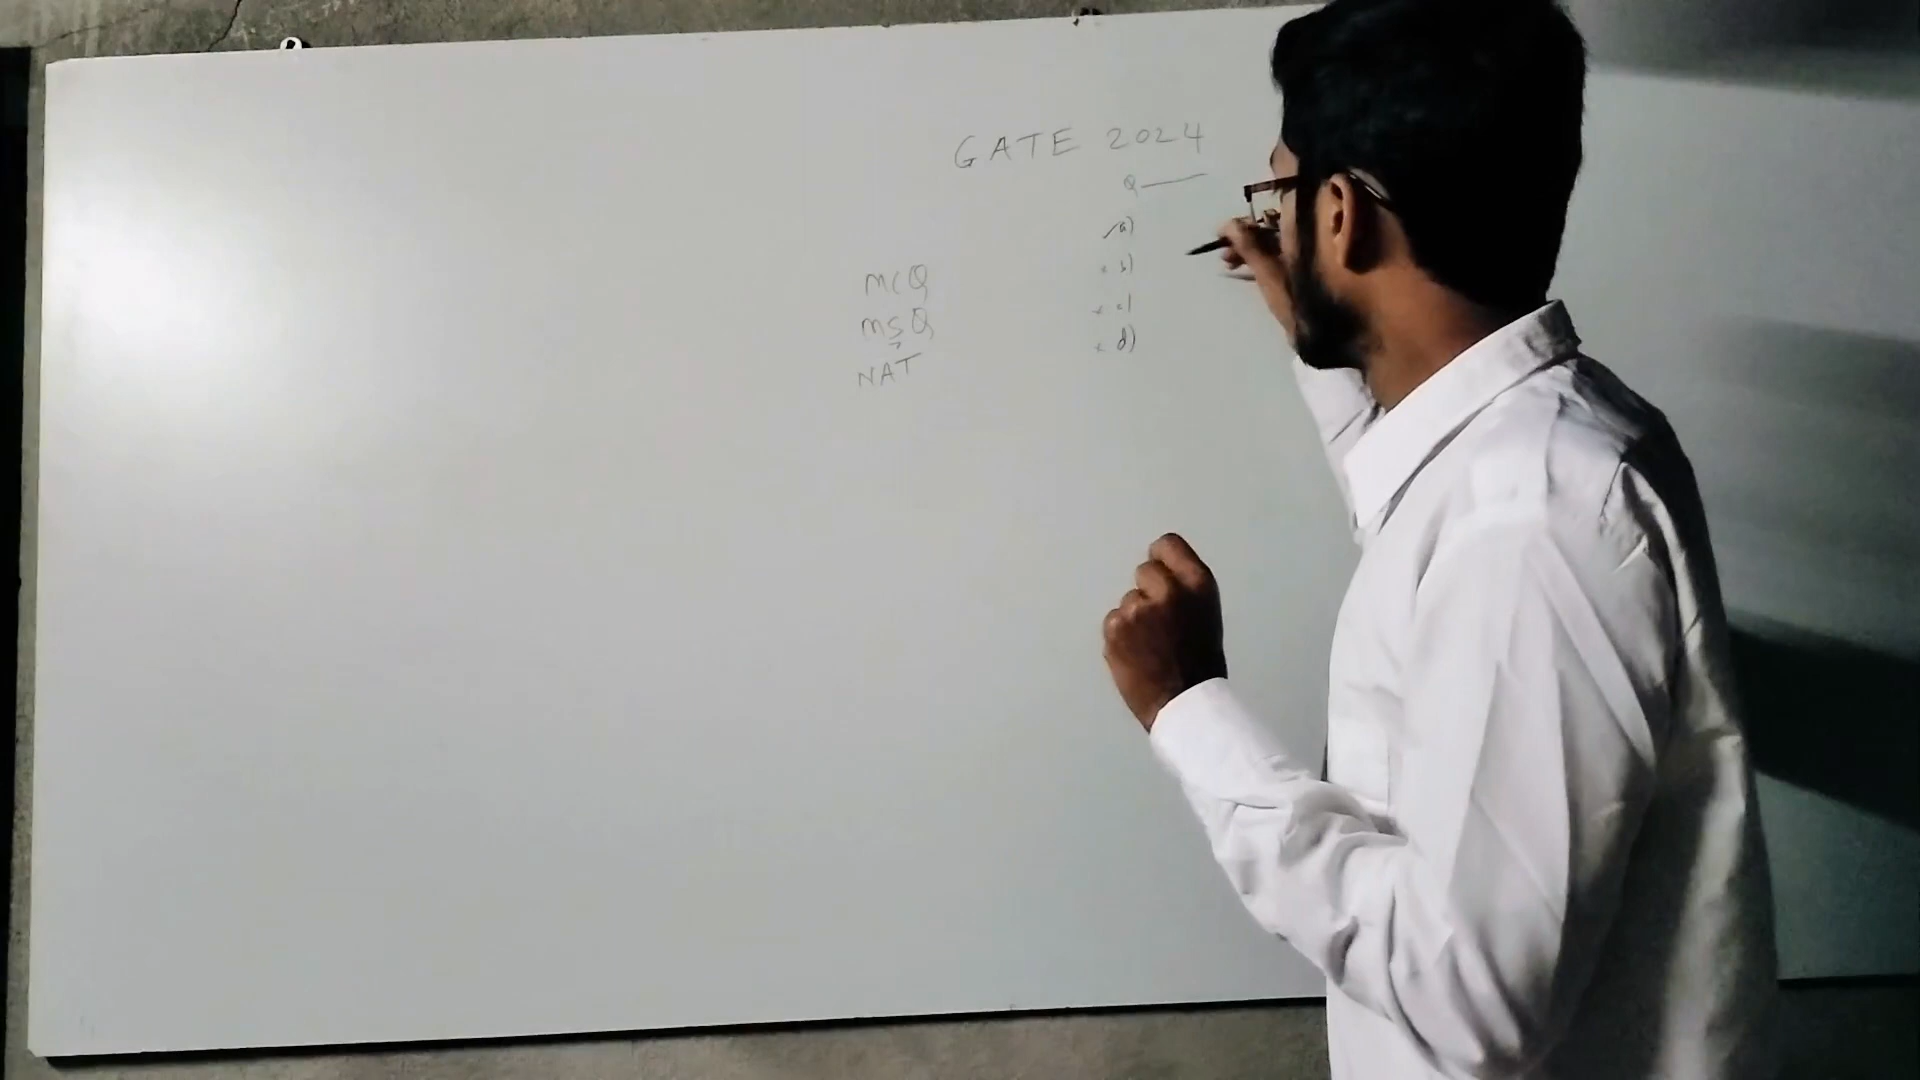 GATE 2024
Q
a)
x b)
x c)
x d)
MCQ
MSQ
NAT